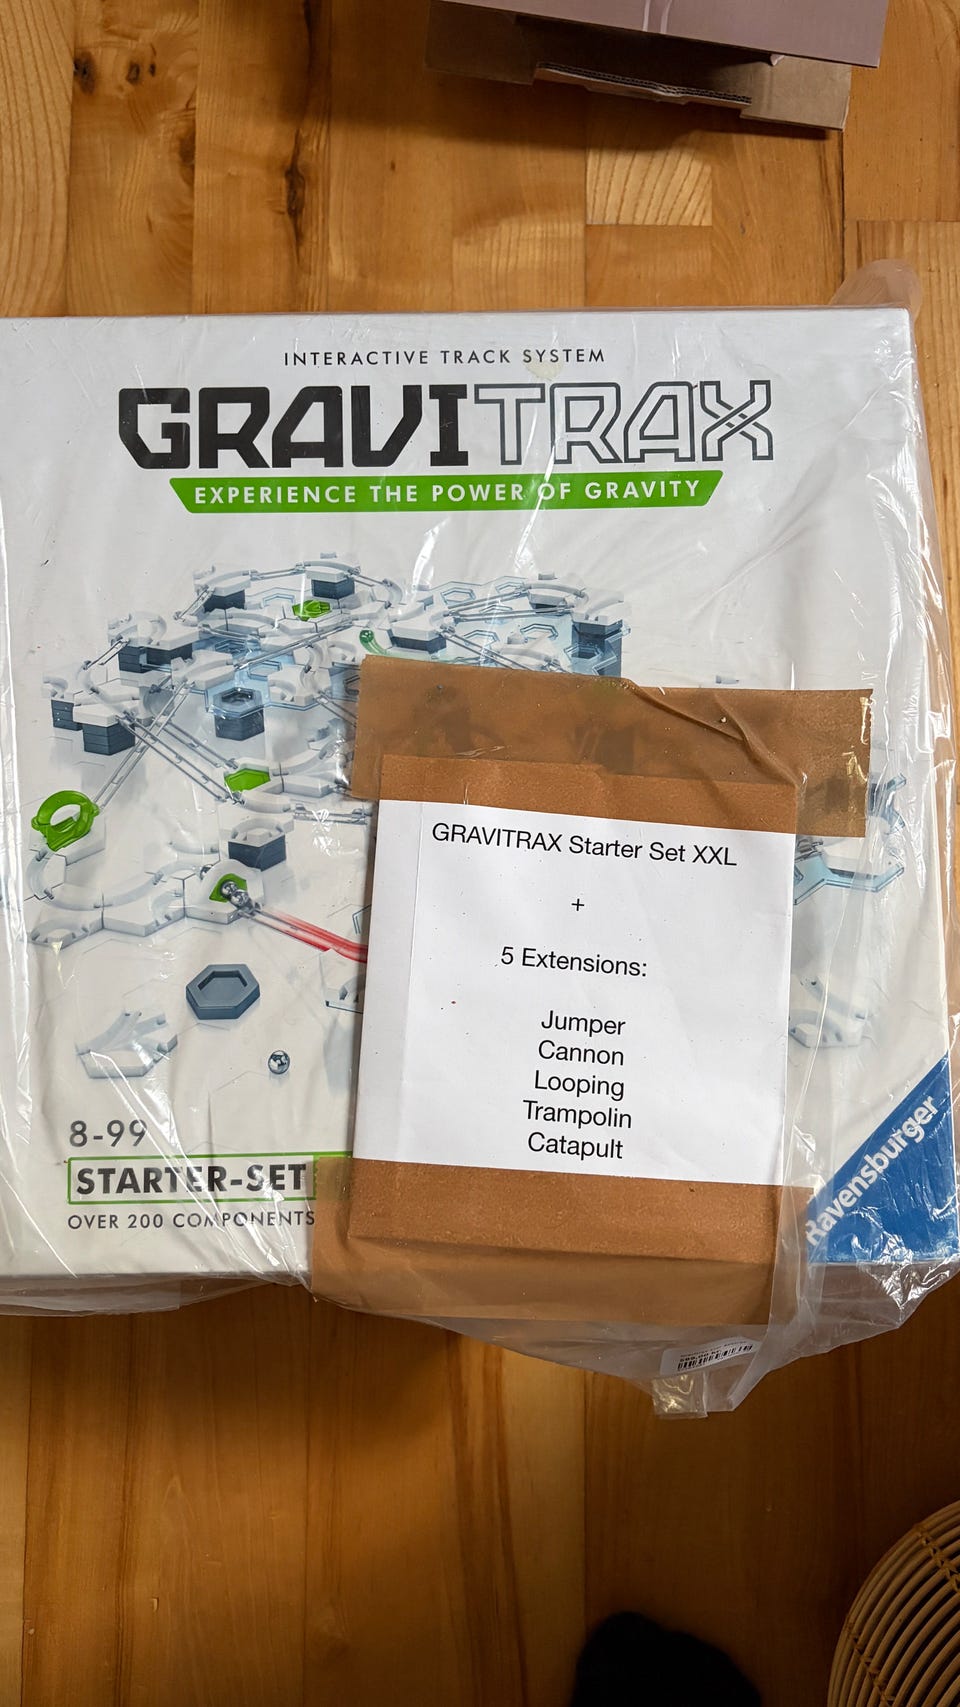 INTERACTIVE TRACK SYSTEM
GRAVITRAX
EXPERIENCE THE POWER OF GRAVITY
GRAVITRAX Starter Set XXL
+
5 Extensions:
Jumper
Cannon
Looping
Trampolin
Catapult
8-99
STARTER-SET
OVER 200 COMPONENTS
Ravensburger